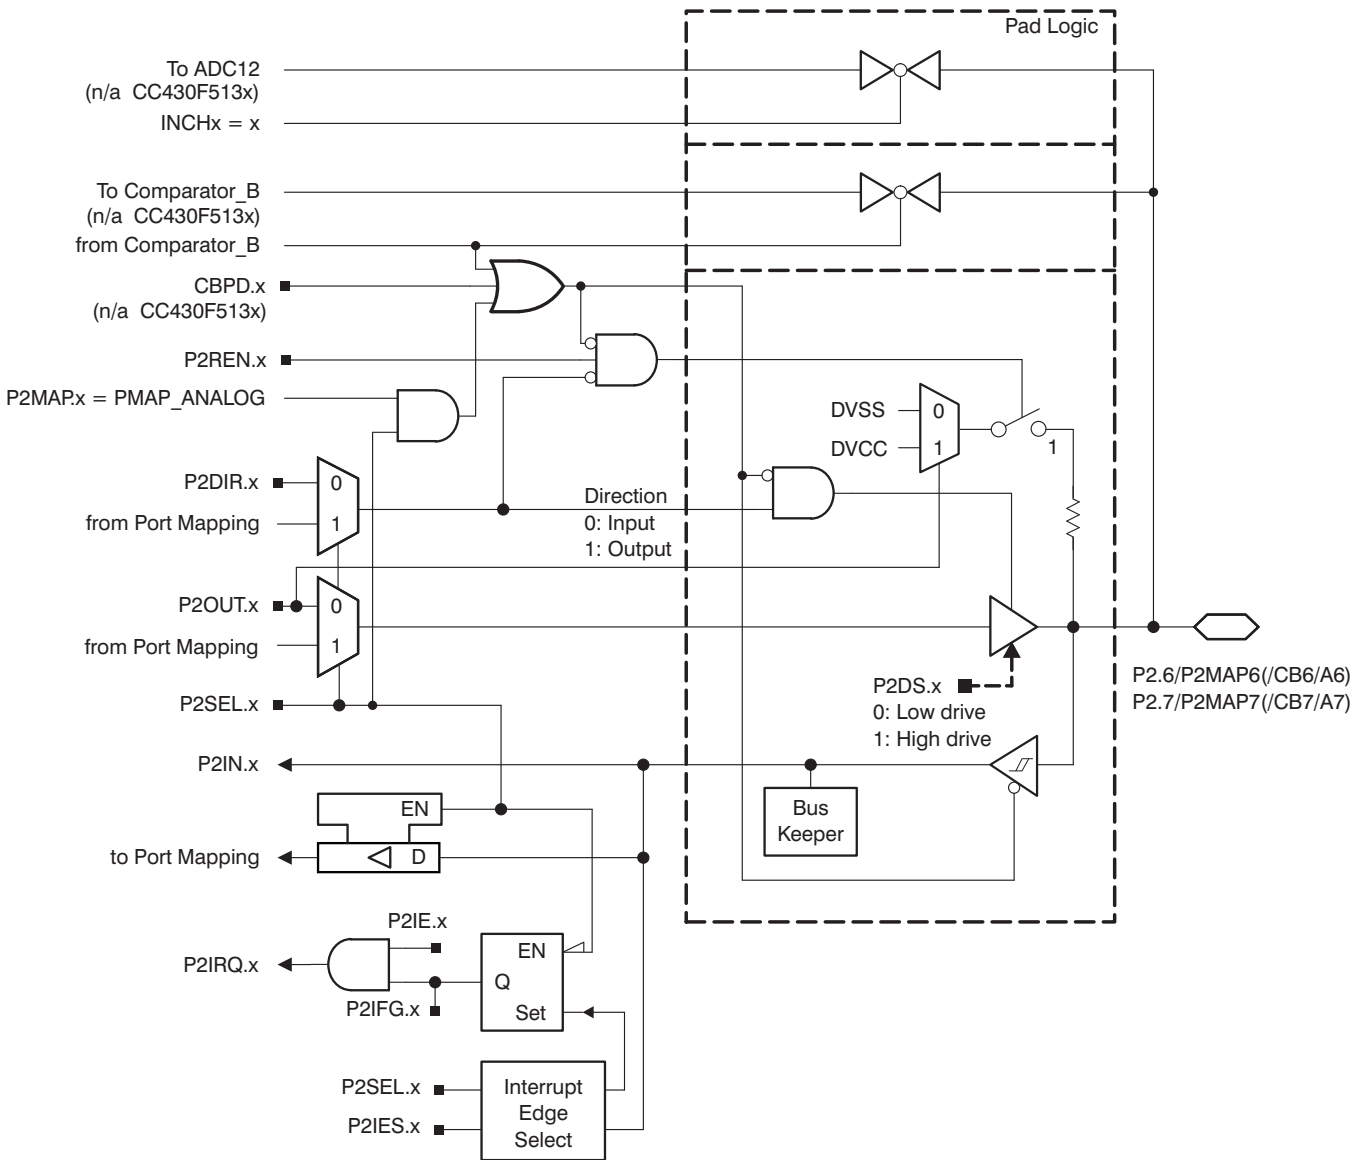 Pad Logic
To ADC12
(n/a CC430F513x)
INCHx = x
To Comparator_B
(n/a CC430F513x)
from Comparator_B
CBPD.x
(n/a CC430F513x)
P2REN.x
P2MAP.x = PMAP_ANALOG
DVSS
0
DVCC
1
1
P2DIR.x
0
from Port Mapping
1
Direction
0: Input
1: Output
P2OUT.x
0
from Port Mapping
1
P2SEL.x
P2DS.x
0: Low drive
1: High drive
P2.6/P2MAP6(/CB6/A6)
P2.7/P2MAP7(/CB7/A7)
P2IN.x
Bus
Keeper
EN
to Port Mapping
D
P2IE.x
P2IRQ.x
EN
Q
P2IFG.x
Set
P2SEL.x
P2IES.x
Interrupt
Edge
Select